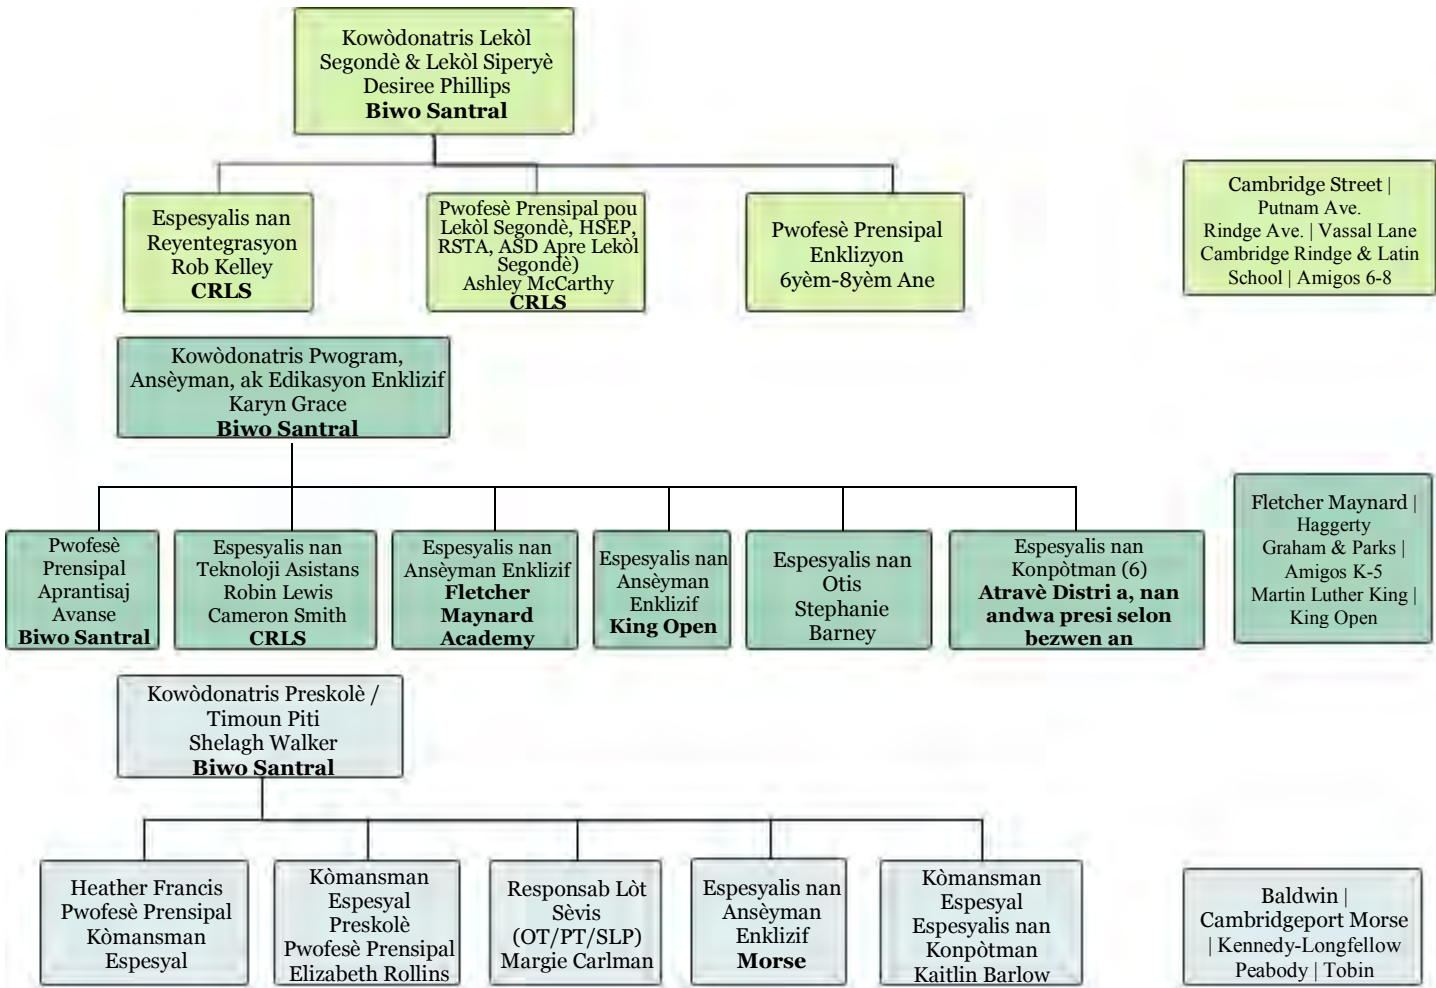 Kowòdonatris Lekòl
Segondè & Lekòl Siperyè
Desiree Phillips
Biwo Santral
Espesyalis nan
Reyentegrasyon
Rob Kelley
CRLS
Pwofesè Prensipal pou
Lekòl Segondè, HSEP,
RSTA, ASD Apre Lekòl
Segondè)
Ashley McCarthy
CRLS
Pwofesè Prensipal
Enklizyon
6yèm-8yèm Ane
Cambridge Street |
Putnam Ave.
Rindge Ave. | Vassal Lane
Cambridge Rindge & Latin
School | Amigos 6-8
Kowòdonatris Pwogram,
Ansèyman, ak Edikasyon Enklizif
Karyn Grace
Biwo Santral
Pwofesè
Prensipal
Aprantisaj
Avanse
Biwo Santral
Espesyalis nan
Teknoloji Asistans
Robin Lewis
Cameron Smith
CRLS
Espesyalis nan
Ansèyman Enklizif
Fletcher
Maynard
Academy
Espesyalis nan
Ansèyman
Enklizif
King Open
Espesyalis nan
Otis
Stephanie
Barney
Espesyalis nan
Konpòtman (6)
Atravè Distri a, nan
andwa presi selon
bezwen an
Fletcher Maynard |
Haggerty
Graham & Parks |
Amigos K-5
Martin Luther King |
King Open
Kowòdonatris Preskolè /
Timoun Piti
Shelagh Walker
Biwo Santral
Heather Francis
Pwofesè Prensipal
Kòmansman
Espesyal
Kòmansman
Espesyal
Preskolè
Pwofesè Prensipal
Elizabeth Rollins
Responsab Lòt
Sèvis
(OT/PT/SLP)
Margie Carlman
Espesyalis nan
Ansèyman
Enklizif
Morse
Kòmansman
Espesyal
Espesyalis nan
Konpòtman
Kaitlin Barlow
Baldwin |
Cambridgeport Morse
| Kennedy-Longfellow
Peabody | Tobin